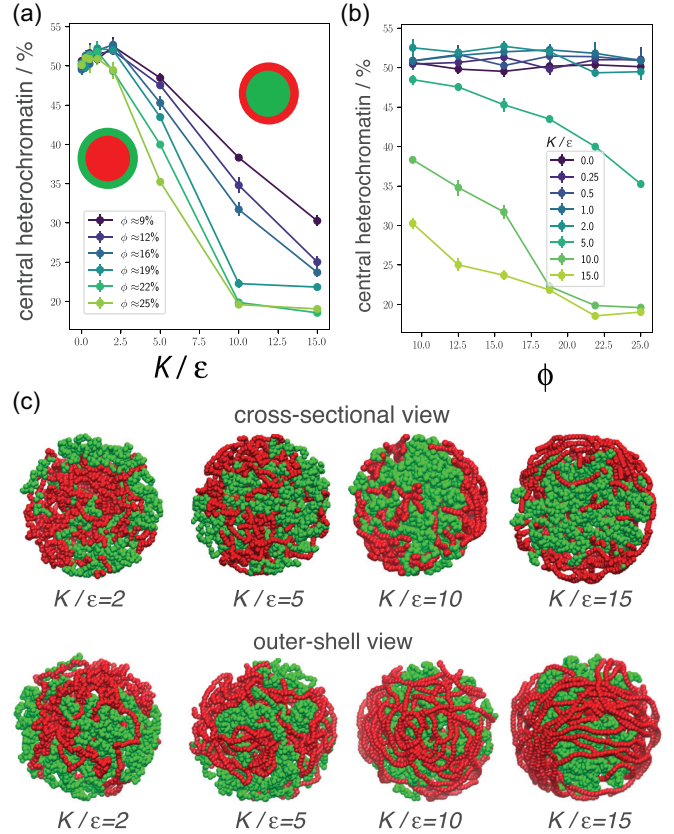 (a)
central heterochromatin / %
55
50
45
40
35
30
25
20
0.0 2.5 5.0 7.5 10.0 12.5 15.0
K/ε
ϕ ≈9%
ϕ ≈12%
ϕ ≈16%
ϕ ≈19%
ϕ ≈22%
ϕ ≈25%
(b)
central heterochromatin / %
55
50
45
40
35
30
25
20
10.0 12.5 15.0 17.5 20.0 22.5 25.0
ϕ
K/ε
0.0
0.25
0.5
1.0
2.0
5.0
10.0
15.0
(c)
cross-sectional view
K/ε=2 K/ε=5 K/ε=10 K/ε=15
outer-shell view
K/ε=2 K/ε=5 K/ε=10 K/ε=15